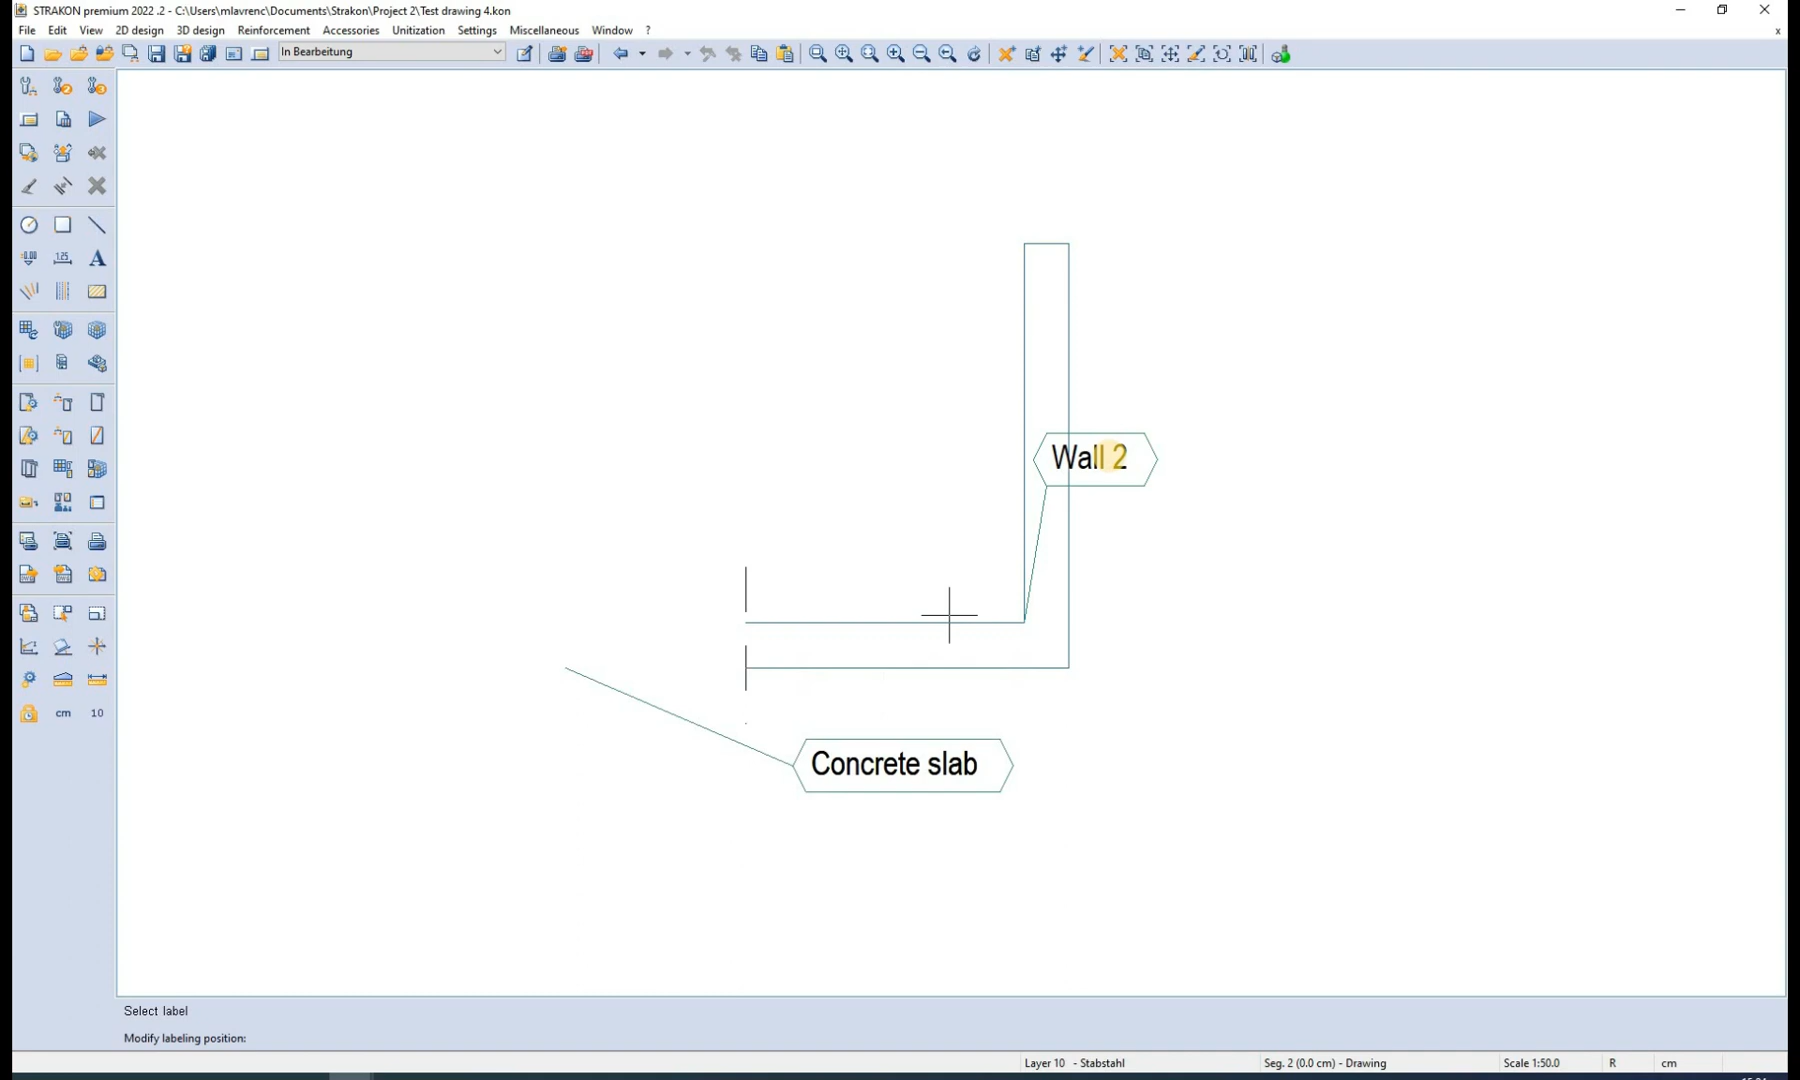 STRAKON premium 2022 .2 - C:\Users\mlavrenc\Documents\Strakon\Project 2\Test drawing 4.kon
File Edit View 2D design 3D design Reinforcement Accessories Unitization Settings Miscellaneous Window ?
In Bearbeitung
Wall 2
Concrete slab
cm 10
Select label
Modify labeling position:
Layer 10 - Stabstahl Seg. 2 (0.0 cm) - Drawing Scale 1:50.0 R cm